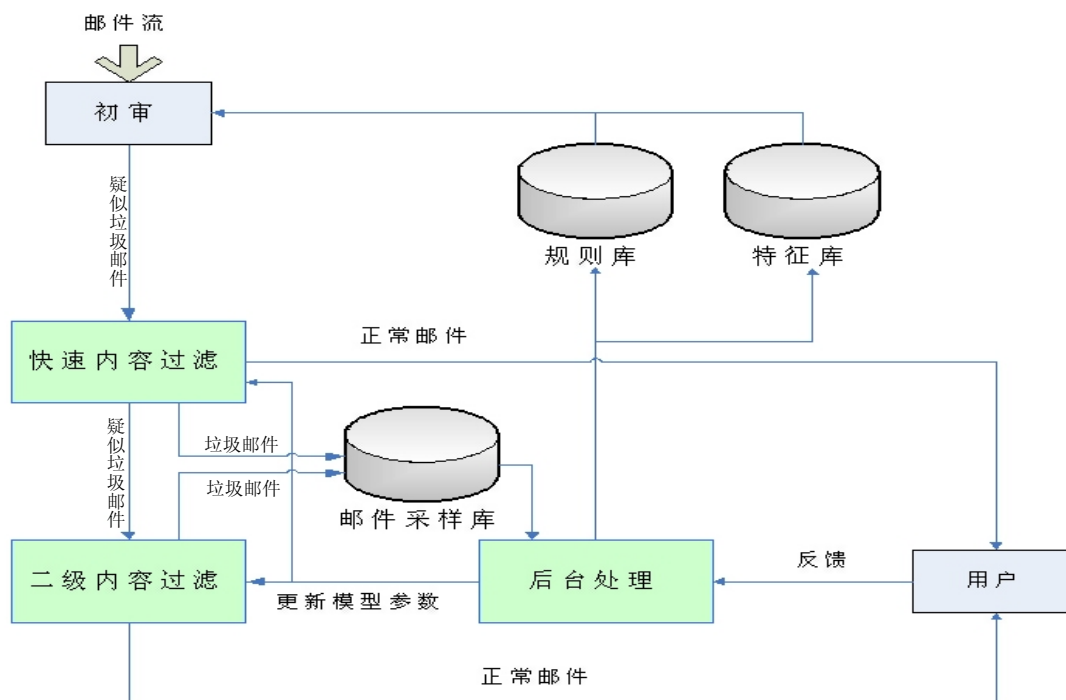 邮件流
初审
疑似垃圾邮件
规则库
特征库
正常邮件
快速内容过滤
疑似垃圾邮件
垃圾邮件
垃圾邮件
邮件采样库
二级内容过滤
更新模型参数
后台处理
反馈
用户
正常邮件